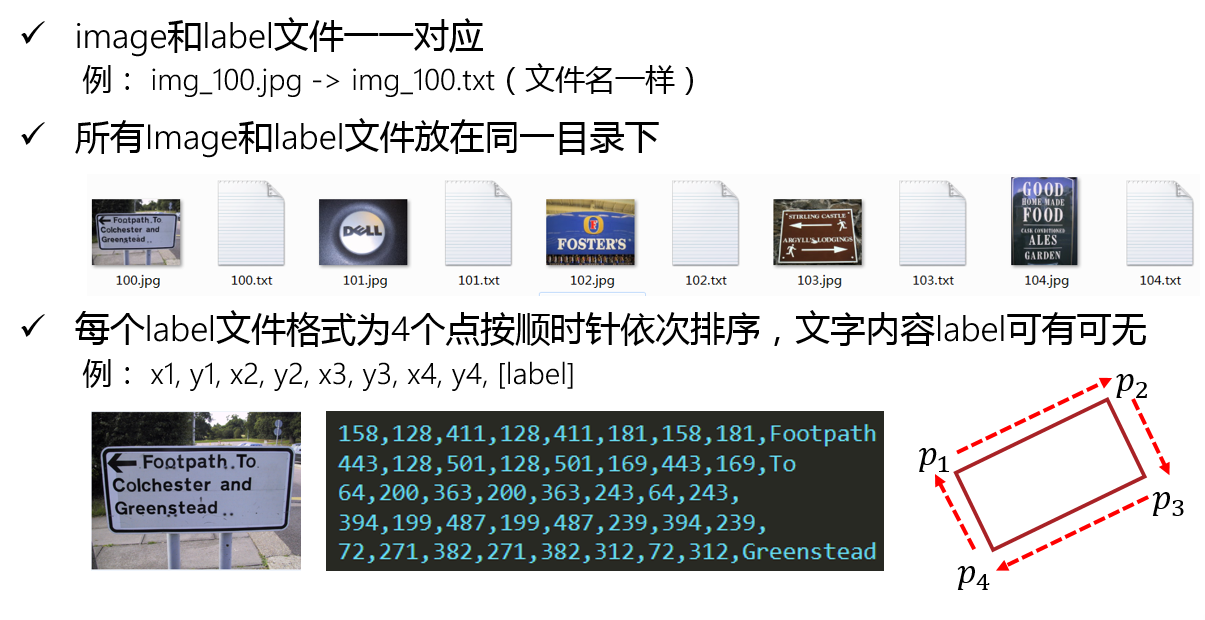 ✓ image和label文件一一对应
例： img_100.jpg -> img_100.txt（文件名一样）
✓ 所有Image和label文件放在同一目录下
← Footpath To
Colchester and
Greenstead
DELL
FOSTER'S
STIRLING CASTLE
ARGYLL'S LODGINGS
GOOD
HOME MADE
FOOD
CASK CONDITIONED
ALES
GARDEN
100.jpg 100.txt 101.jpg 101.txt 102.jpg 102.txt 103.jpg 103.txt 104.jpg 104.txt
✓ 每个label文件格式为4个点按顺时针依次排序，文字内容label可有可无
例： x1, y1, x2, y2, x3, y3, x4, y4, [label]
← Footpath To
Colchester and
Greenstead
158,128,411,128,411,181,158,181,Footpath
443,128,501,128,501,169,443,169,To
64,200,363,200,363,243,64,243,
394,199,487,199,487,239,394,239,
72,271,382,271,382,312,72,312,Greenstead
p1
p2
p3
p4